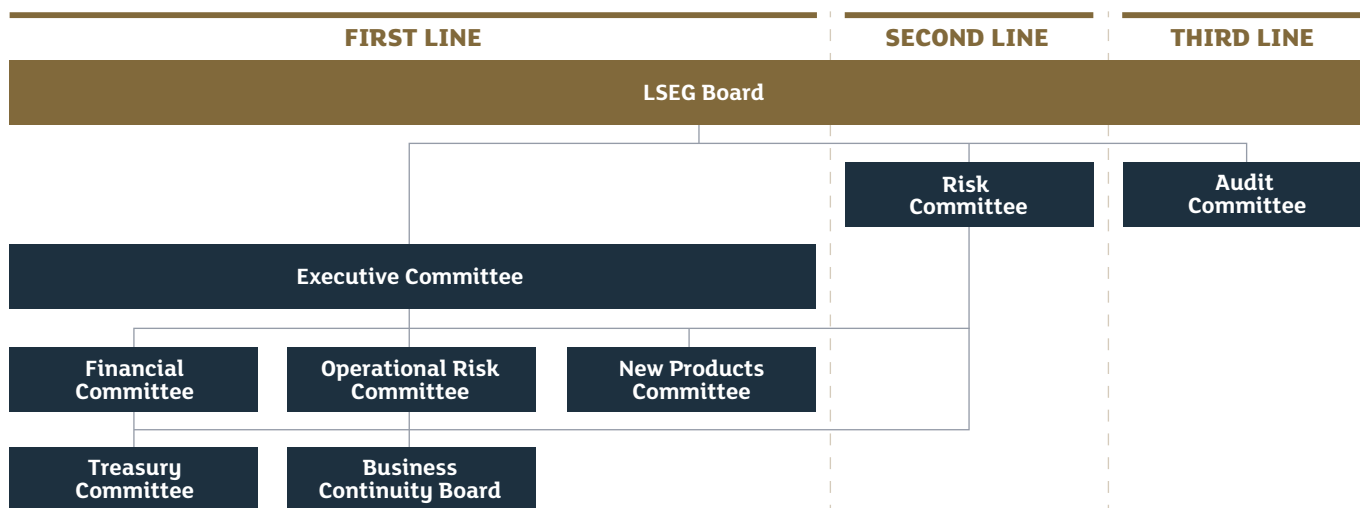 FIRST LINE
SECOND LINE
THIRD LINE
LSEG Board
Risk
Committee
Audit
Committee
Executive Committee
Financial
Committee
Operational Risk
Committee
New Products
Committee
Treasury
Committee
Business
Continuity Board